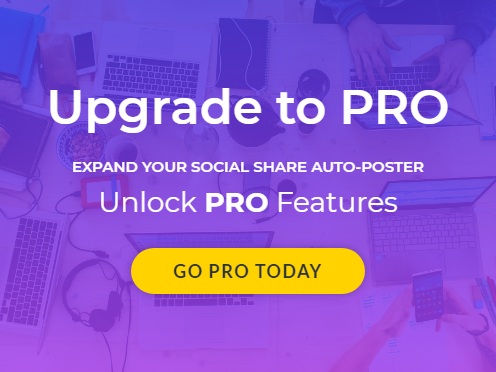 Upgrade to PRO
EXPAND YOUR SOCIAL SHARE AUTO-POSTER
Unlock PRO Features
GO PRO TODAY